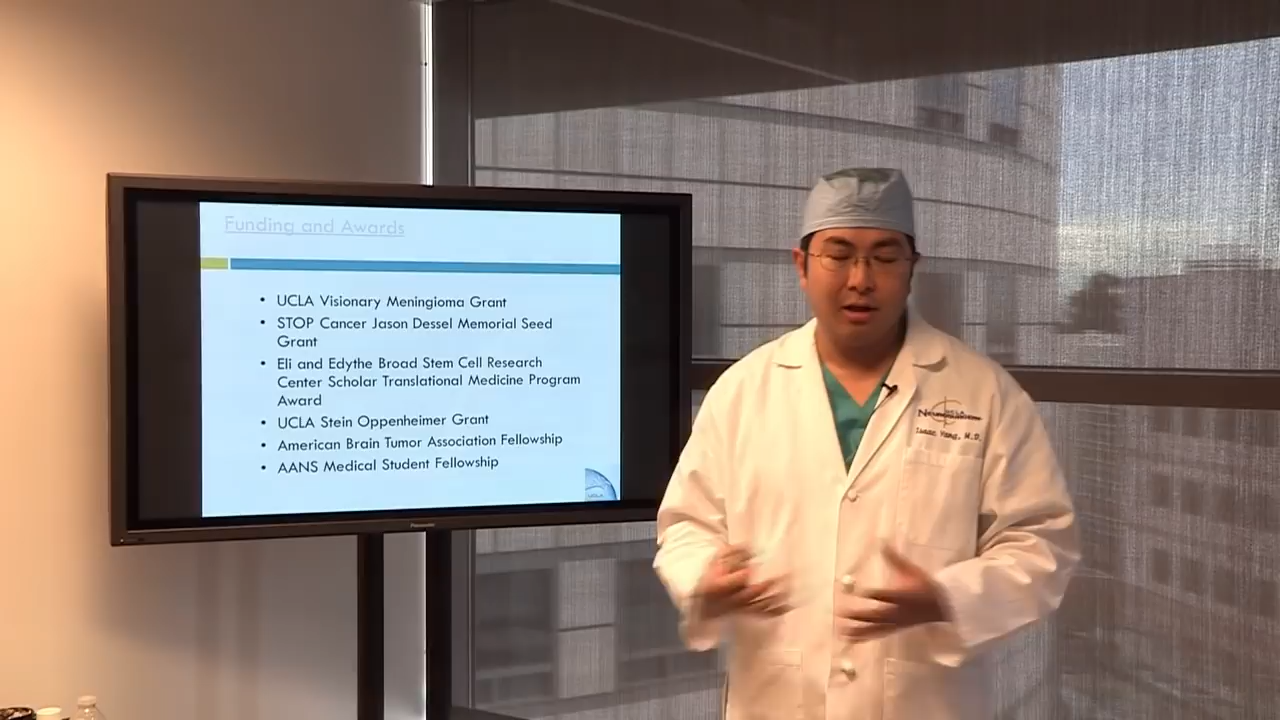 Funding and Awards
• UCLA Visionary Meningioma Grant
• STOP Cancer Jason Dessel Memorial Seed
Grant
• Eli and Edythe Broad Stem Cell Research
Center Scholar Translational Medicine Program
Award
• UCLA Stein Oppenheimer Grant
• American Brain Tumor Association Fellowship
• AANS Medical Student Fellowship
UCLA
Panasonic
Isaac Yang, M.D.